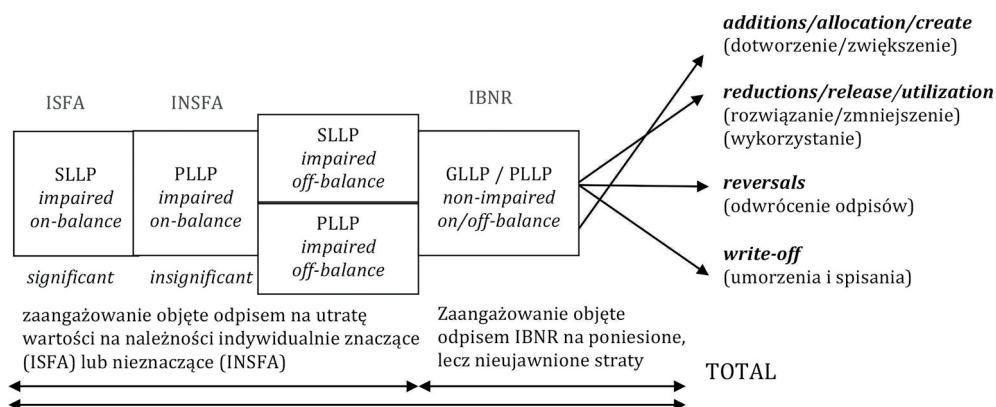 additions/allocation/create
(dotworzenie/zwiększenie)
ISFA
INSFA
IBNR
reductions/release/utilization
(rozwiązanie/zmniejszenie)
(wykorzystanie)
SLLP
impaired
on-balance
PLLP
impaired
on-balance
SLLP
impaired
off-balance
PLLP
impaired
off-balance
GLLP / PLLP
non-impaired
on/off-balance
reversals
(odwrócenie odpisów)
write-off
(umorzenia i spisania)
significant
insignificant
zaangażowanie objęte odpisem na utratę
wartości na należności indywidualnie znaczące
(ISFA) lub nieznaczące (INSFA)
Zaangażowanie objęte
odpisem IBNR na poniesione,
lecz nieujawnione straty
TOTAL